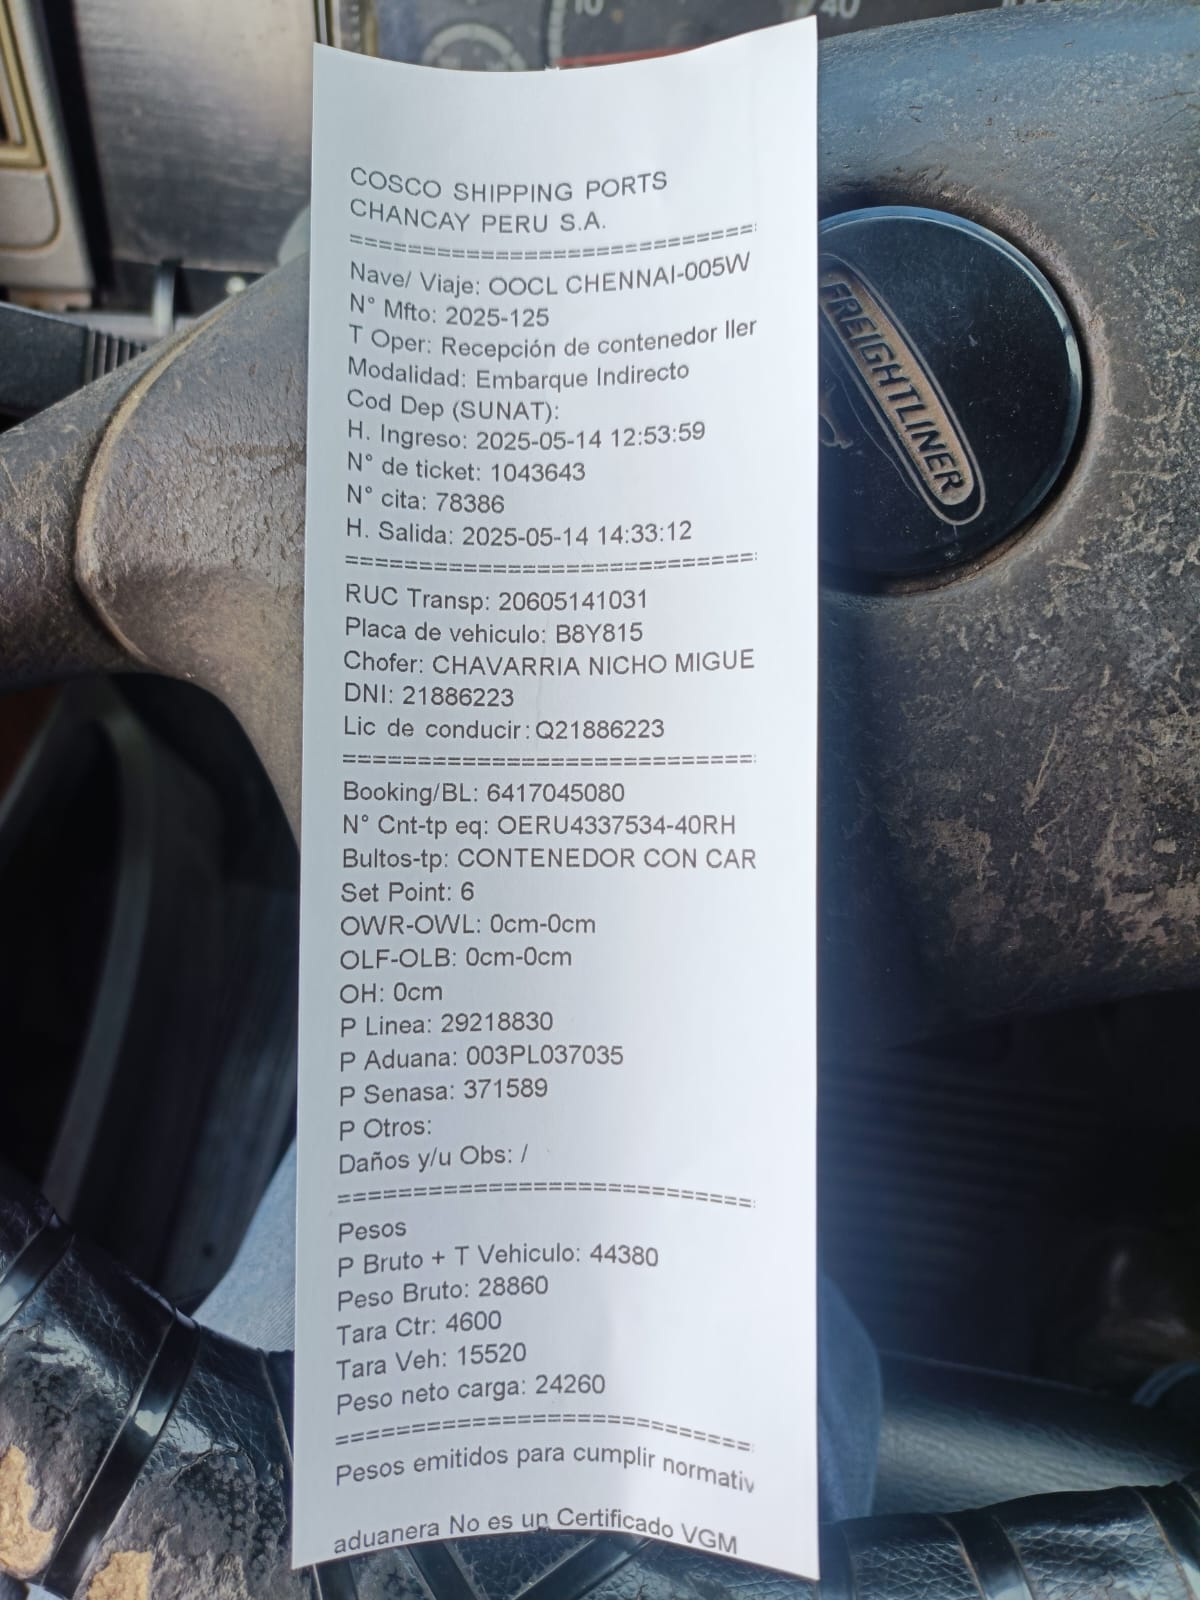 10
40
COSCO SHIPPING PORTS
CHANCAY PERU S.A.
===========================
Nave/ Viaje: OOCL CHENNAI-005W
N° Mfto: 2025-125
T Oper: Recepción de contenedor ller
Modalidad: Embarque Indirecto
Cod Dep (SUNAT):
H. Ingreso: 2025-05-14 12:53:59
N° de ticket: 1043643
N° cita: 78386
H. Salida: 2025-05-14 14:33:12
===========================
RUC Transp: 20605141031
Placa de vehiculo: B8Y815
Chofer: CHAVARRIA NICHO MIGUE
DNI: 21886223
Lic de conducir: Q21886223
===========================
Booking/BL: 6417045080
N° Cnt-tp eq: OERU4337534-40RH
Bultos-tp: CONTENEDOR CON CAR
Set Point: 6
OWR-OWL: 0cm-0cm
OLF-OLB: 0cm-0cm
OH: 0cm
P Linea: 29218830
P Aduana: 003PL037035
P Senasa: 371589
P Otros:
Daños y/u Obs: /
===========================
Pesos
P Bruto + T Vehiculo: 44380
Peso Bruto: 28860
Tara Ctr: 4600
Tara Veh: 15520
Peso neto carga: 24260
===========================
Pesos emitidos para cumplir normativ
aduanera No es un Certificado VGM
FREIGHTLINER